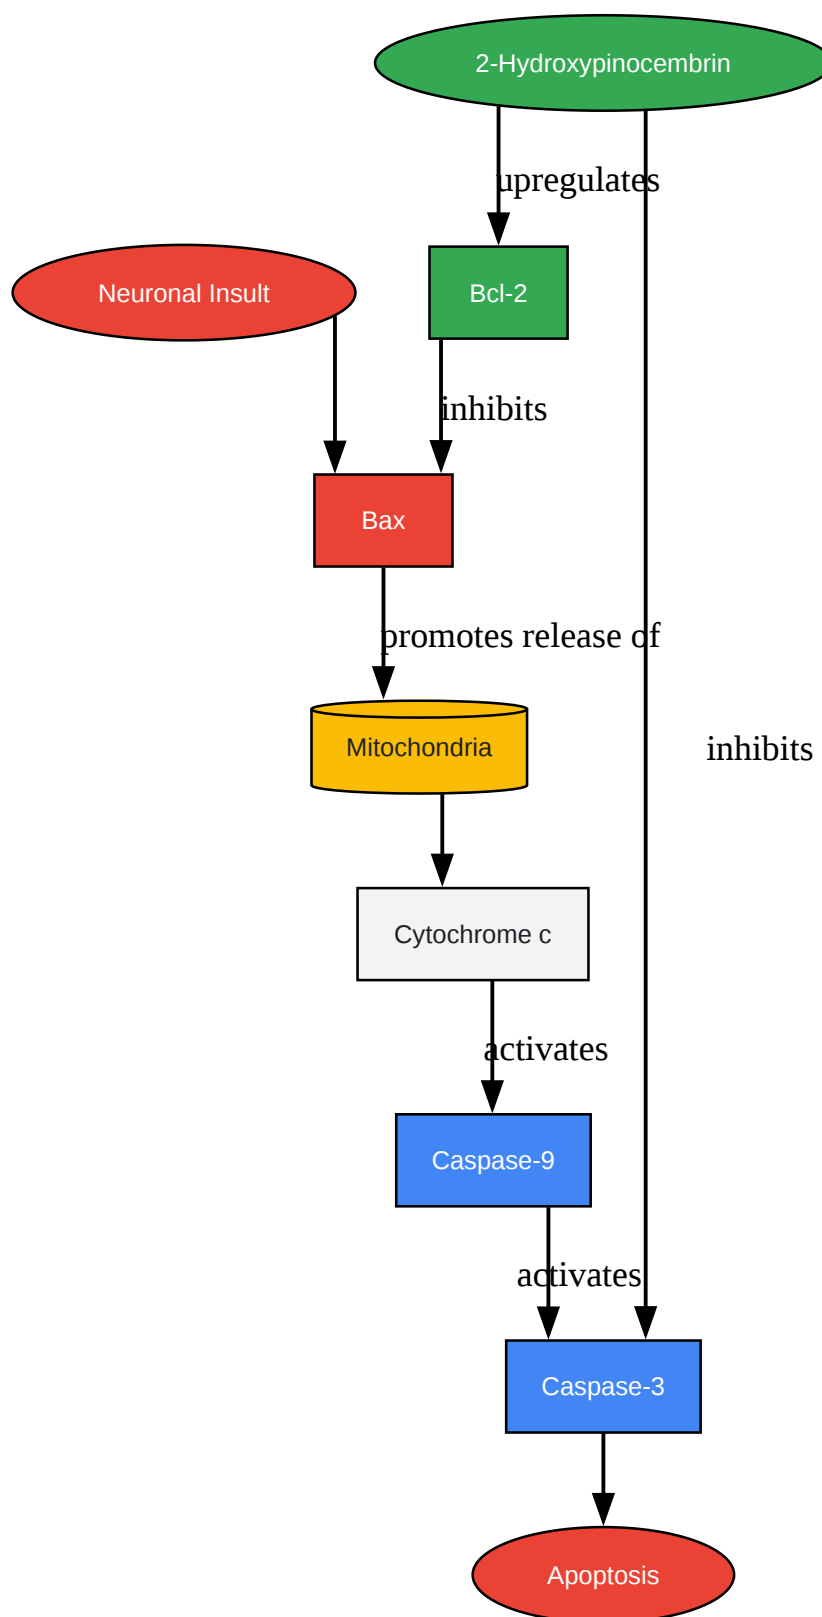 2-Hydroxypinocembrin
upregulates
Neuronal Insult
Bcl-2
inhibits
Bax
promotes release of
Mitochondria
inhibits
Cytochrome c
activates
Caspase-9
activates
Caspase-3
Apoptosis